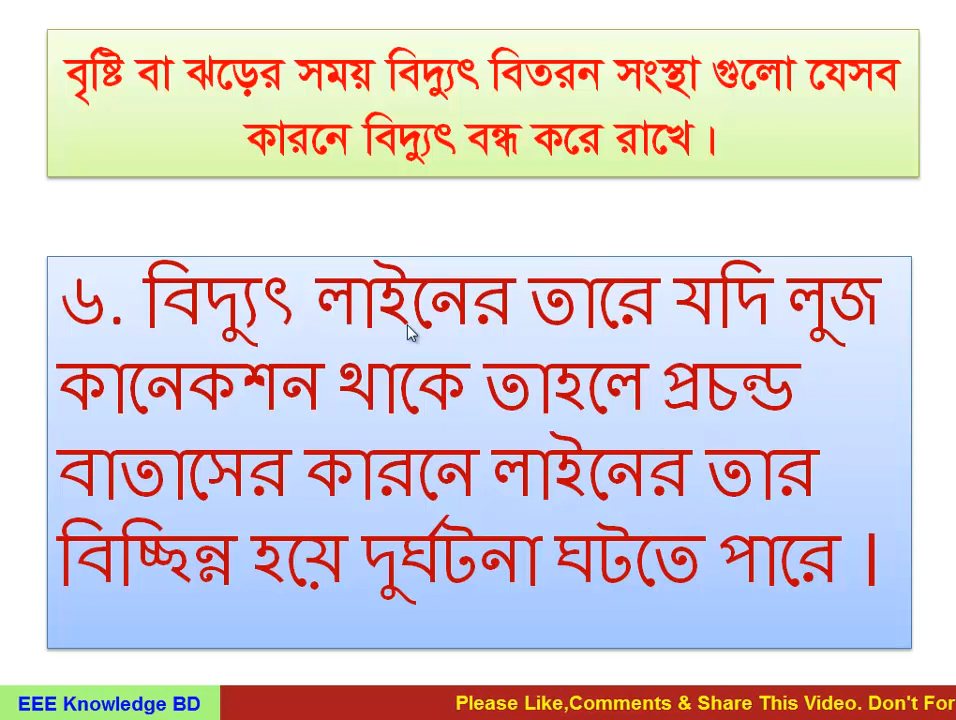 বৃষ্টি বা ঝড়ের সময় বিদ্যুৎ বিতরন সংস্থা গুলো যেসব
কারনে বিদ্যুৎ বন্ধ করে রাখে ।
৬. বিদ্যুৎ লাইনের তারে যদি লুজ
কানেকশন থাকে তাহলে প্রচন্ড
বাতাসের কারনে লাইনের তার
বিচ্ছিন্ন হয়ে দুর্ঘটনা ঘটতে পারে ।
EEE Knowledge BD
Please Like,Comments & Share This Video. Don't For